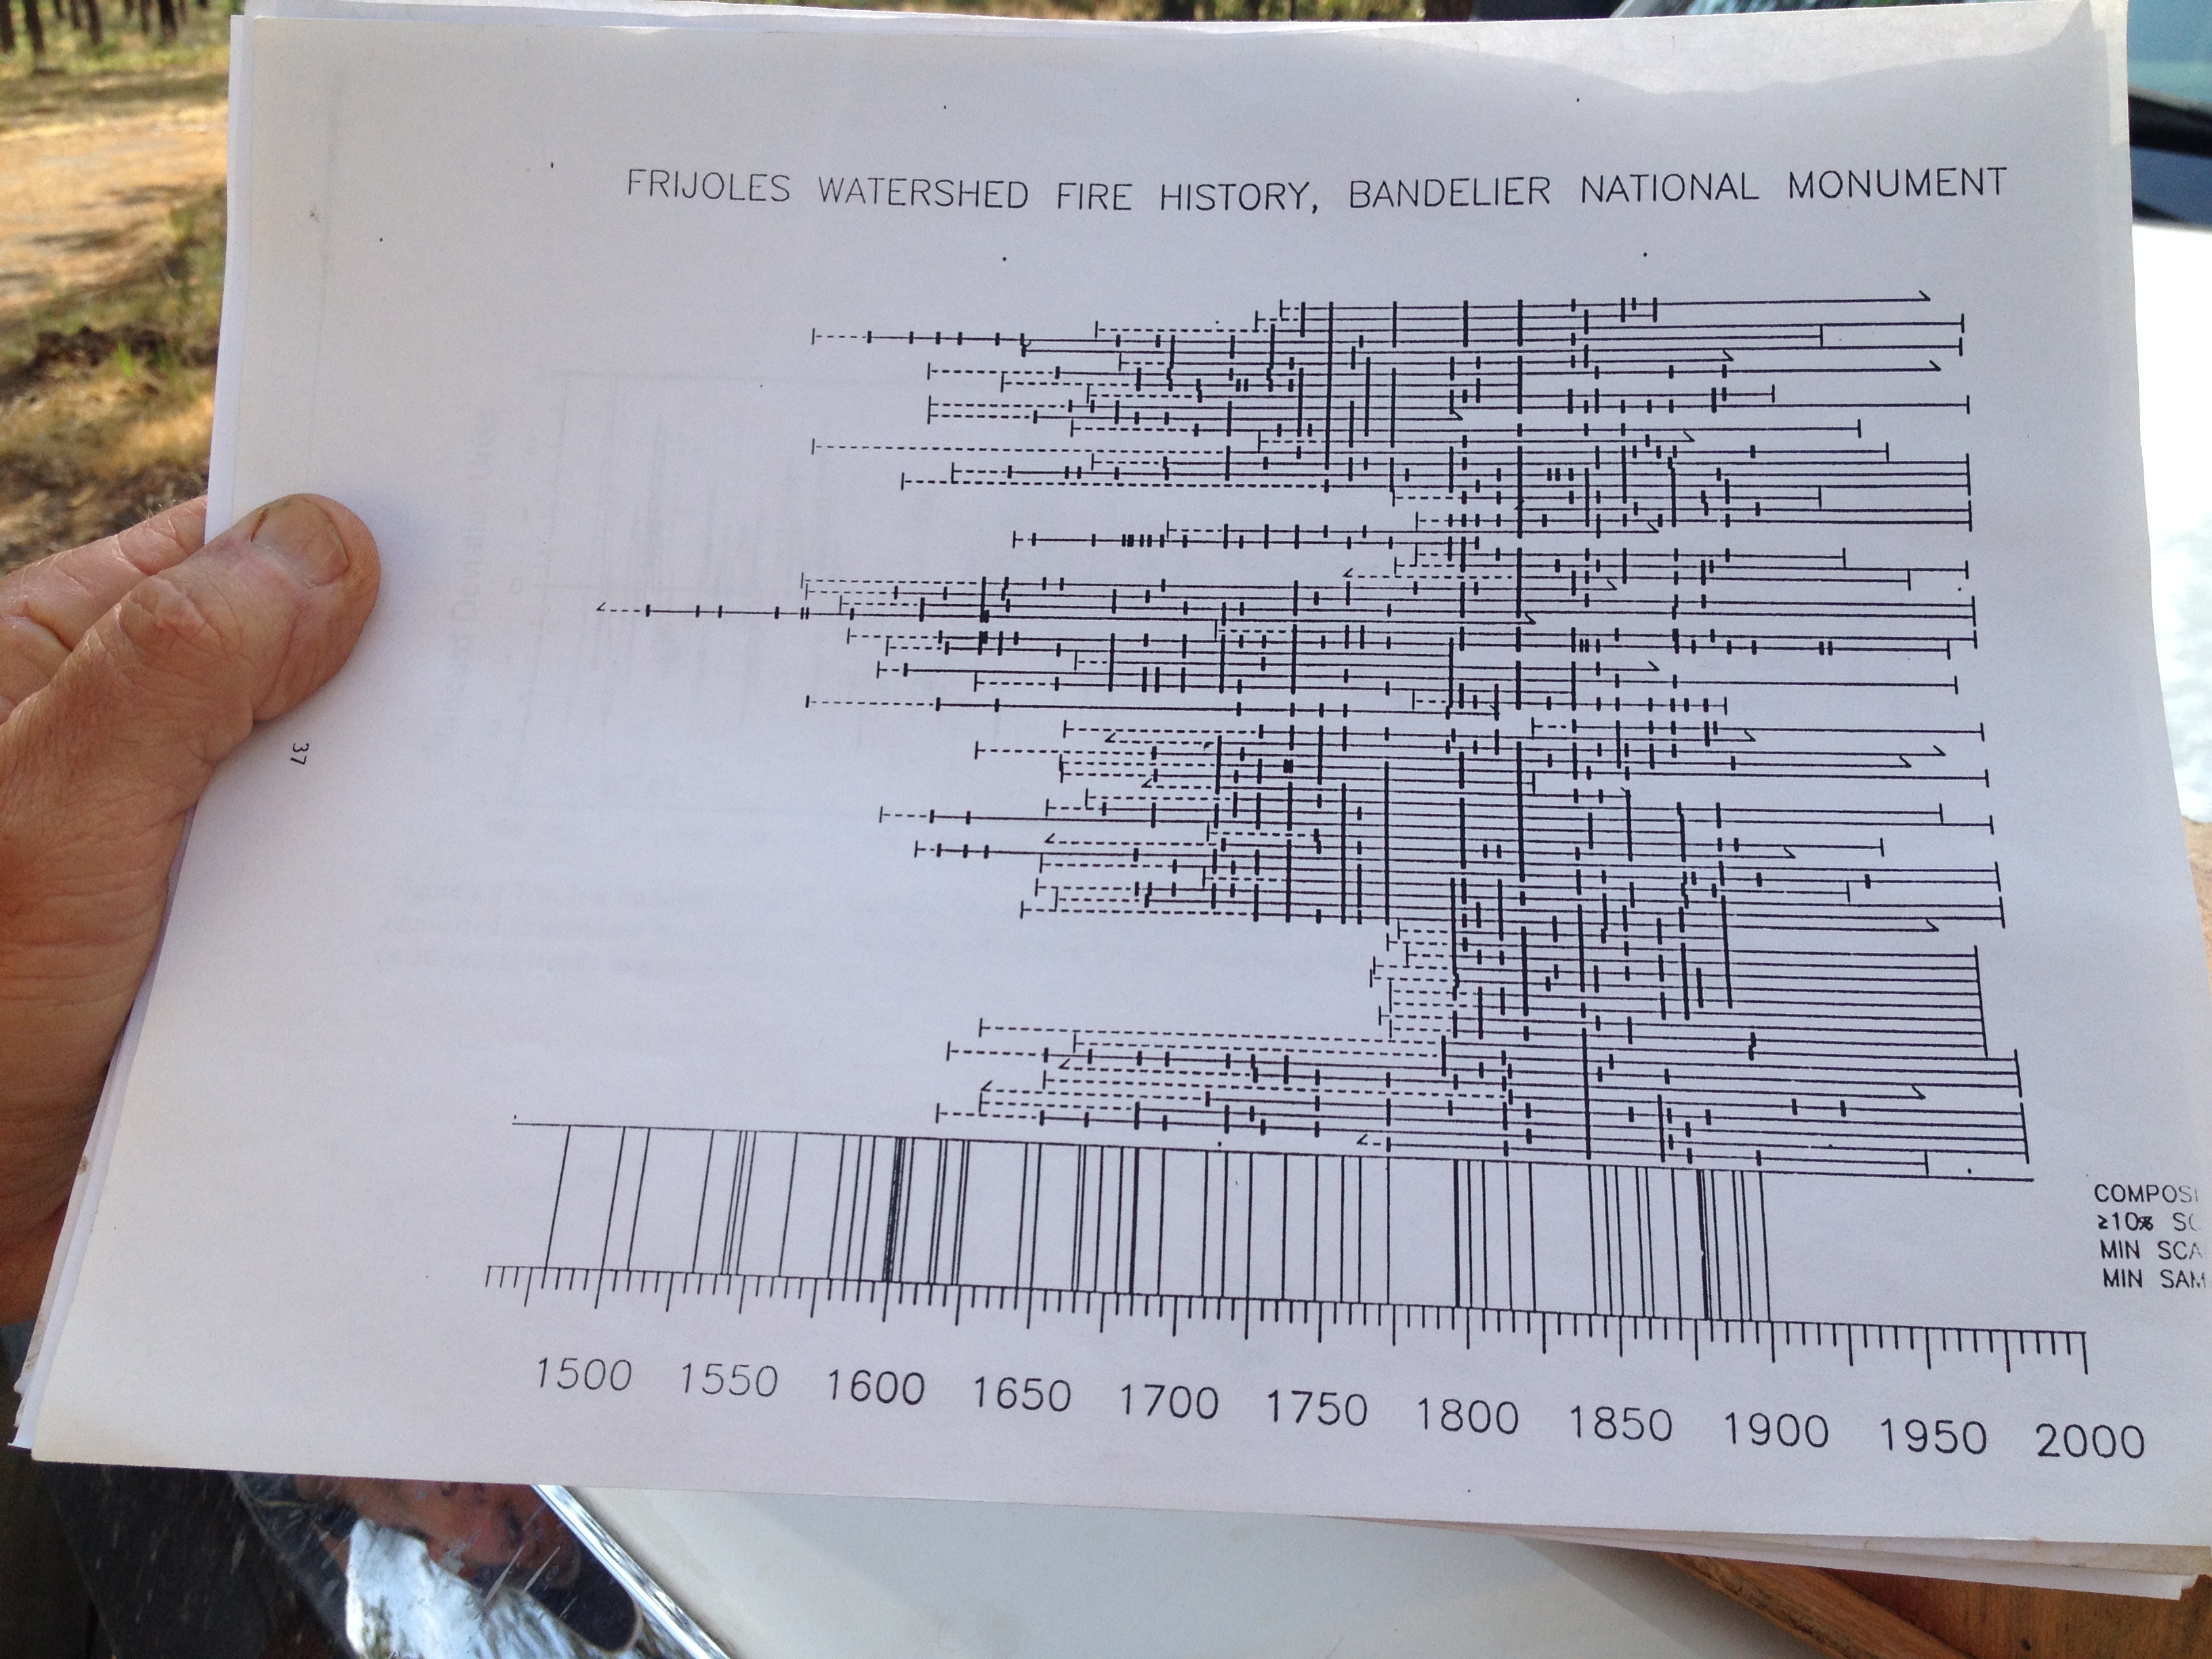 FRIJOLES WATERSHED FIRE HISTORY, BANDELIER NATIONAL MONUMENT
37
COMPOSI
≥10% SC
MIN SCA
MIN SAM
1500 1550 1600 1650 1700 1750 1800 1850 1900 1950 2000